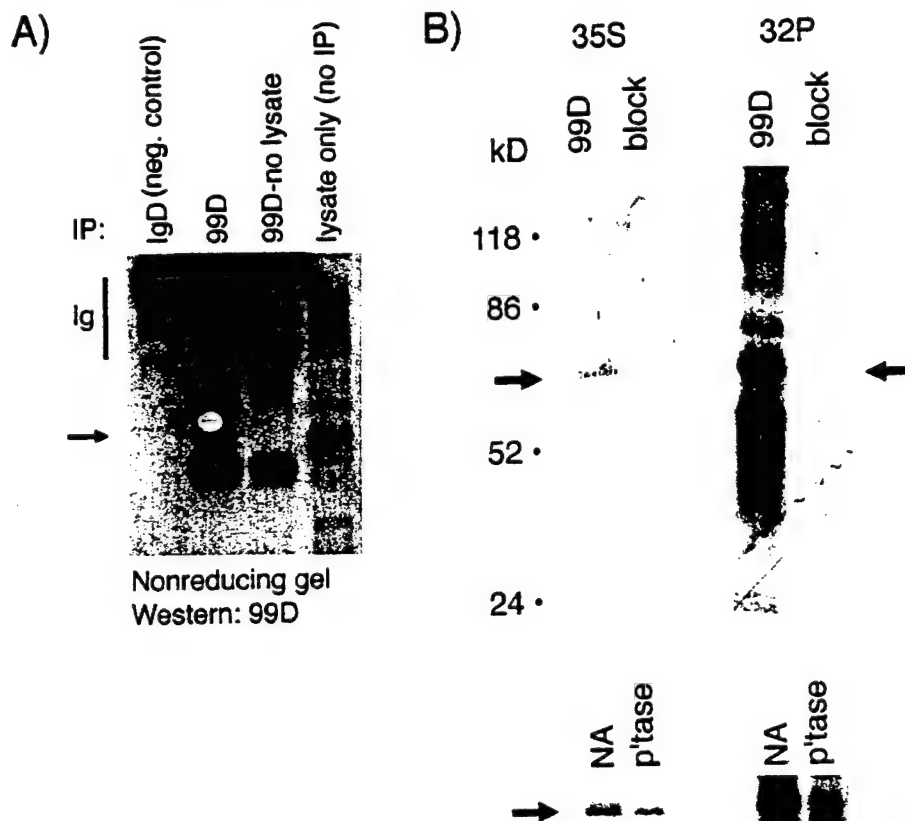 A)
IP:
IgD (neg. control)
99D
99D-no lysate
lysate only (no IP)
Ig
Nonreducing gel
Western: 99D
B)
35S
32P
kD
99D
block
99D
block
118 •
86 •
52 •
24 •
NA
p'tase
NA
p'tase